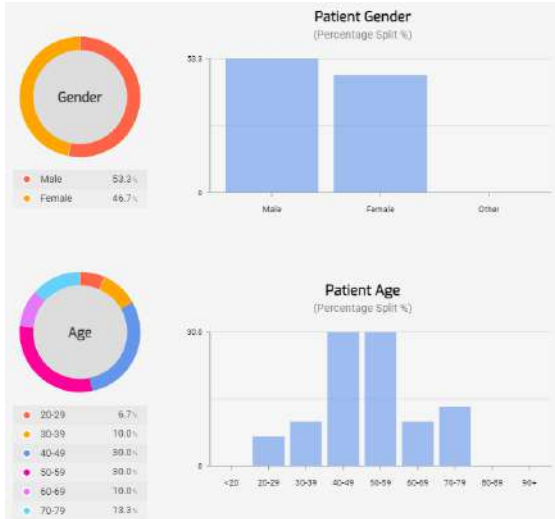 Patient Gender
(Percentage Split %)
Gender
Male 53.3%
Female 46.7%
53.3
0
Male Female Other
Patient Age
(Percentage Split %)
Age
20-29 6.7%
30-39 10.0%
40-49 30.0%
50-59 30.0%
60-69 10.0%
70-79 13.3%
30.0
0
<20 20-29 30-39 40-49 50-59 60-69 70-79 80-89 90+